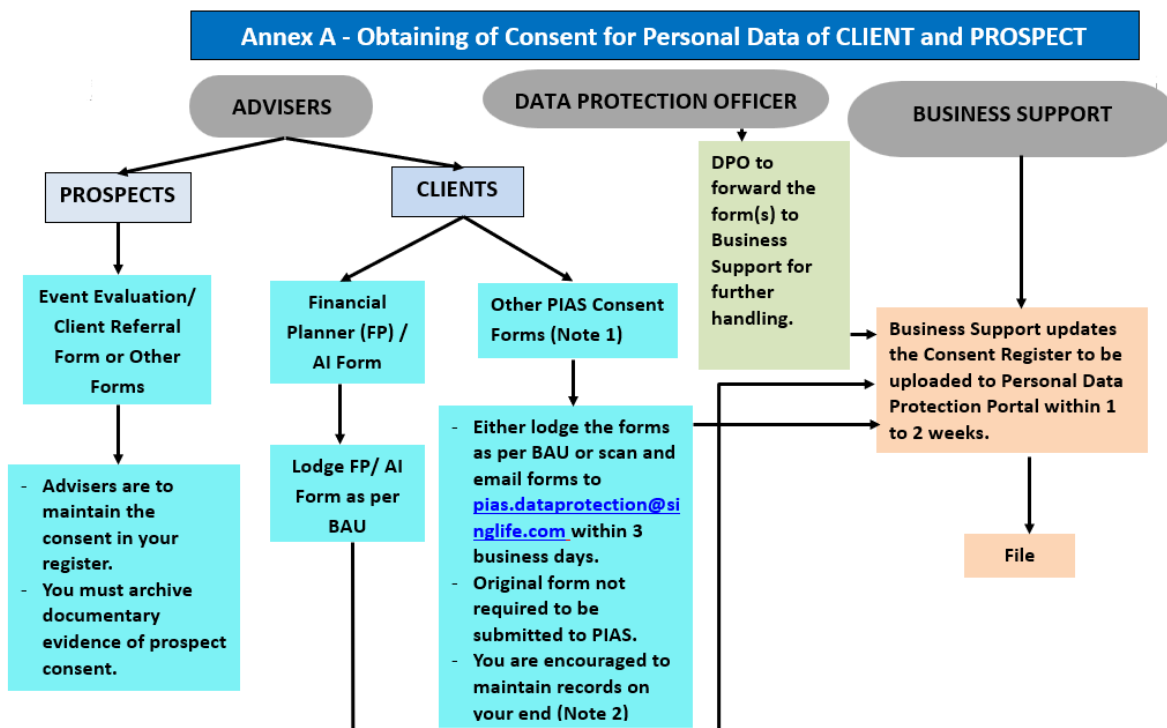 Annex A - Obtaining of Consent for Personal Data of CLIENT and PROSPECT
ADVISERS
DATA PROTECTION OFFICER
BUSINESS SUPPORT
PROSPECTS
CLIENTS
DPO to
forward the
form(s) to
Business
Support for
further
handling.
Event Evaluation/
Client Referral
Form or Other
Forms
Financial
Planner (FP) /
AI Form
Other PIAS Consent
Forms (Note 1)
Business Support updates
the Consent Register to be
uploaded to Personal Data
Protection Portal within 1
to 2 weeks.
- Advisers are to
maintain the
consent in your
register.
- You must archive
documentary
evidence of prospect
consent.
Lodge FP/ AI
Form as per
BAU
- Either lodge the forms
as per BAU or scan and
email forms to
pias.dataprotection@si
nglife.com within 3
business days.
- Original form not
required to be
submitted to PIAS.
- You are encouraged to
maintain records on
your end (Note 2)
File